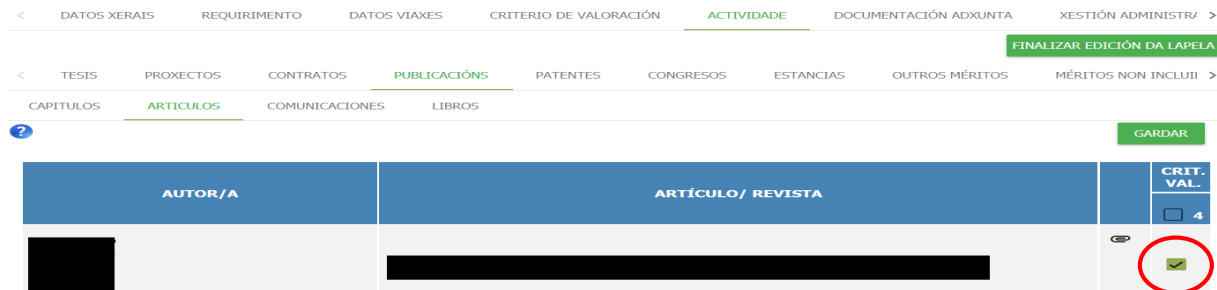 < DATOS XERAIS REQUIRIMENTO DATOS VIAXES CRITERIO DE VALORACIÓN ACTIVIDADE DOCUMENTACIÓN ADXUNTA XESTIÓN ADMINISTR >
FINALIZAR EDICIÓN DA LAPELA
< TESIS PROXECTOS CONTRATOS PUBLICACIÓNS PATENTES CONGRESOS ESTANCIAS OUTROS MÉRITOS MÉRITOS NON INCLUII >
CAPITULOS ARTICULOS COMUNICACIONES LIBROS
?
GARDAR
AUTOR/A ARTÍCULO/ REVISTA CRIT. VAL.
4